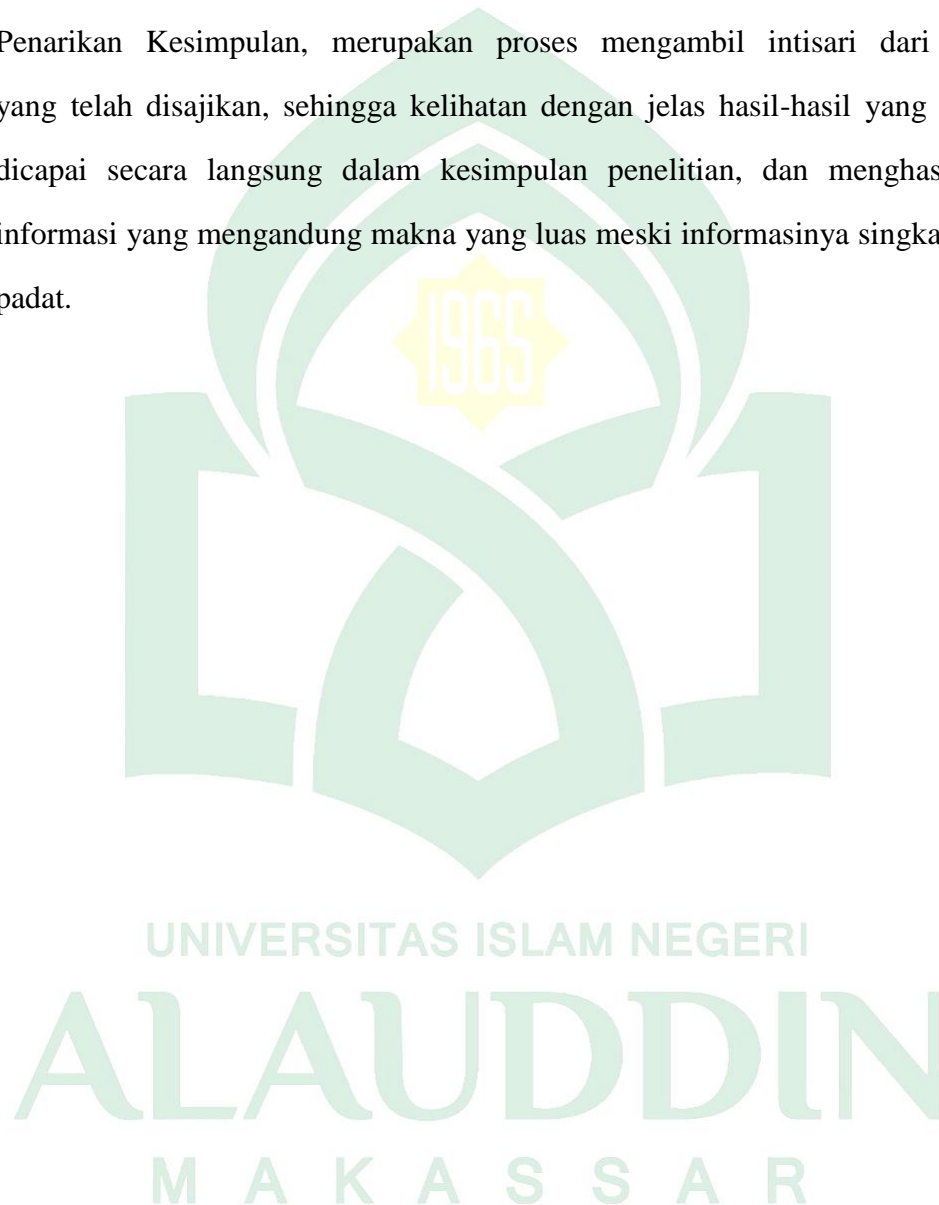 Penarikan Kesimpulan, merupakan proses mengambil intisari dari
yang telah disajikan, sehingga kelihatan dengan jelas hasil-hasil yang
dicapai secara langsung dalam kesimpulan penelitian, dan menghas
informasi yang mengandung makna yang luas meski informasinya singka
padat.
1965
UNIVERSITAS ISLAM NEGERI
ALAUDDIN
MAKASSAR